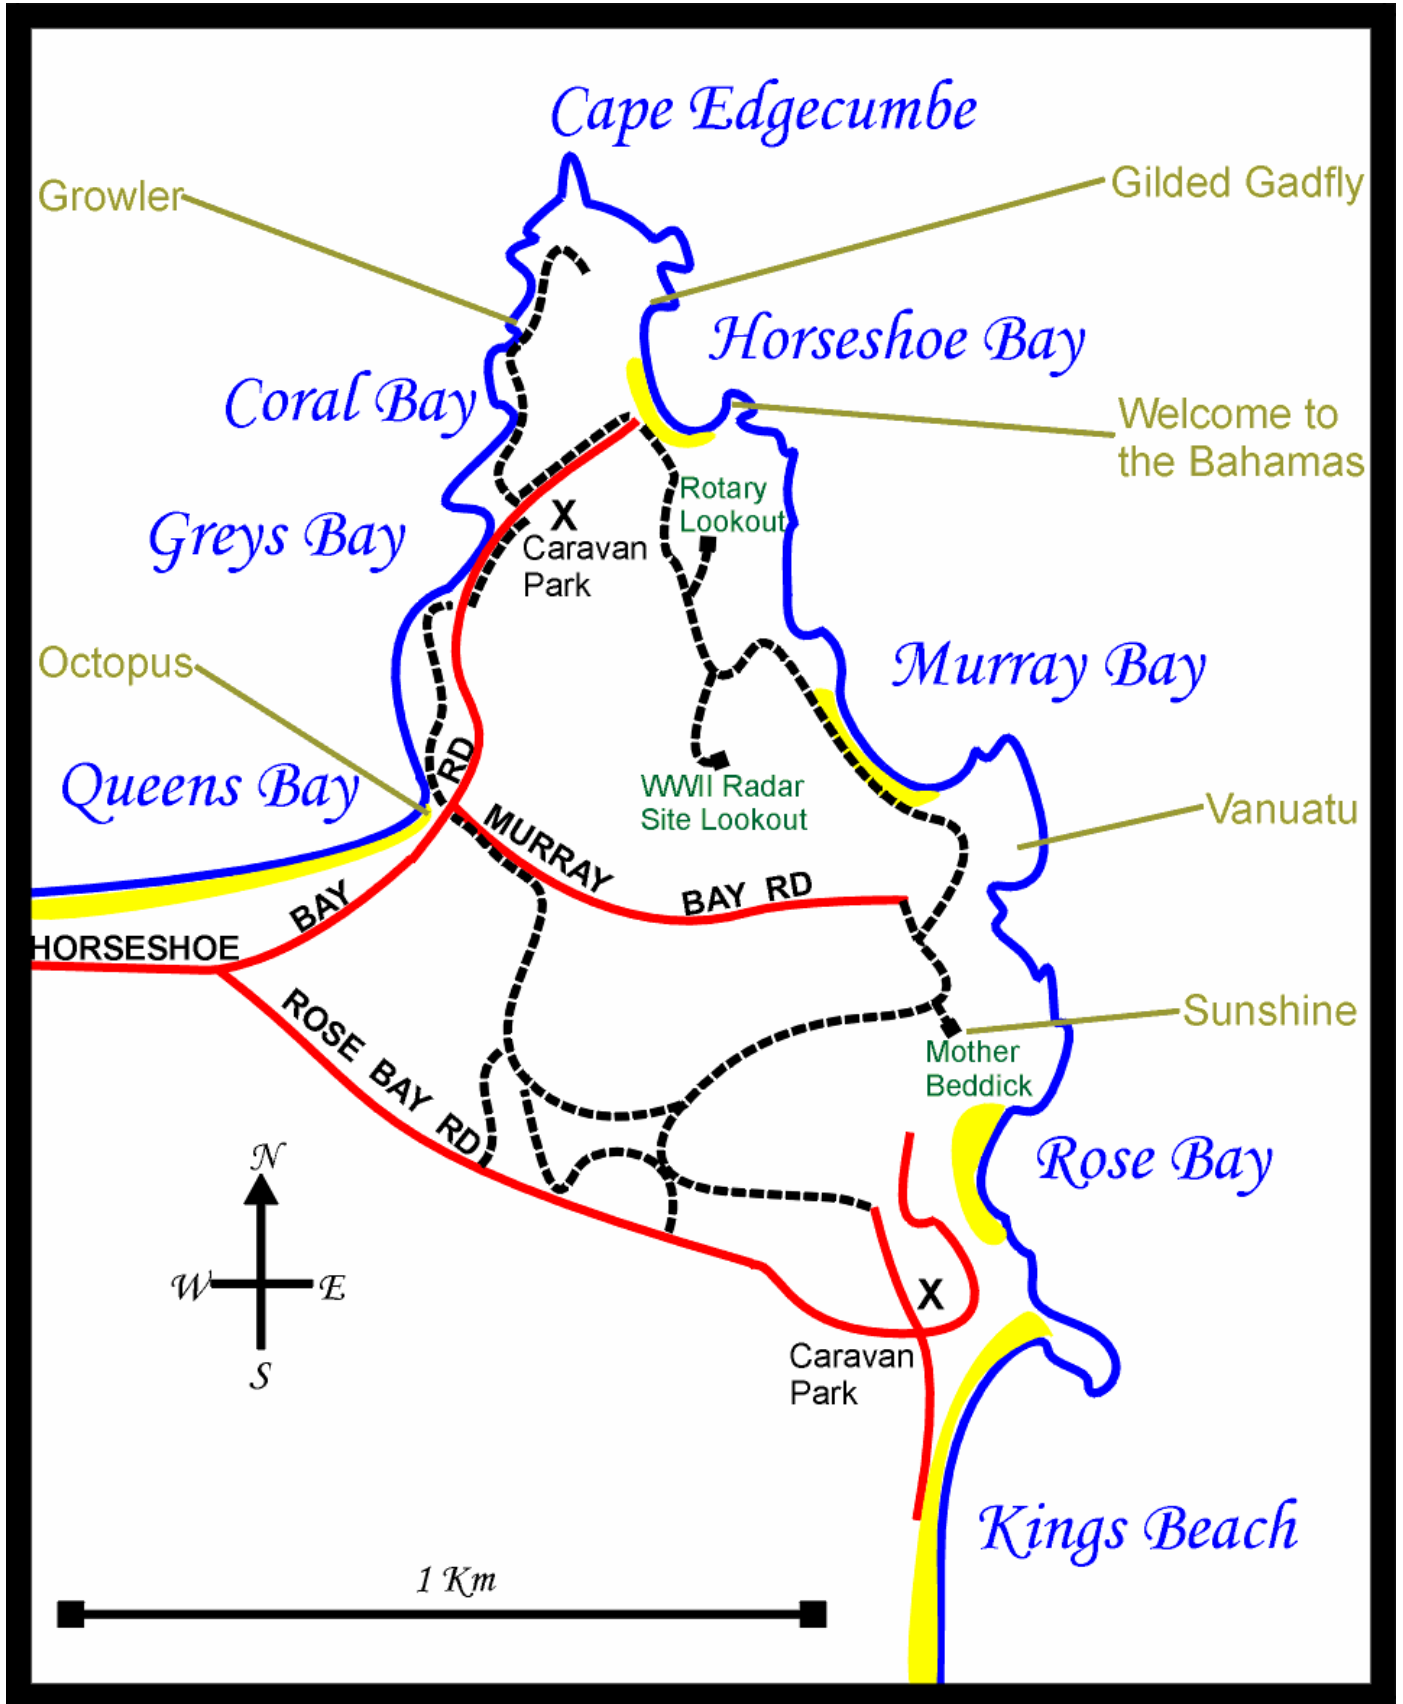 Cape Edgecumbe
Growler
Gilded Gadfly
Horseshoe Bay
Coral Bay
Welcome to
the Bahamas
Rotary
Lookout
X
Caravan
Park
Greys Bay
Octopus
Murray Bay
Queens Bay
RD
WWII Radar
Site Lookout
Vanuatu
MURRAY
BAY RD
BAY
HORSESHOE
ROSE BAY RD
Sunshine
Mother
Beddick
Rose Bay
N
W E
S
X
Caravan
Park
Kings Beach
1 Km